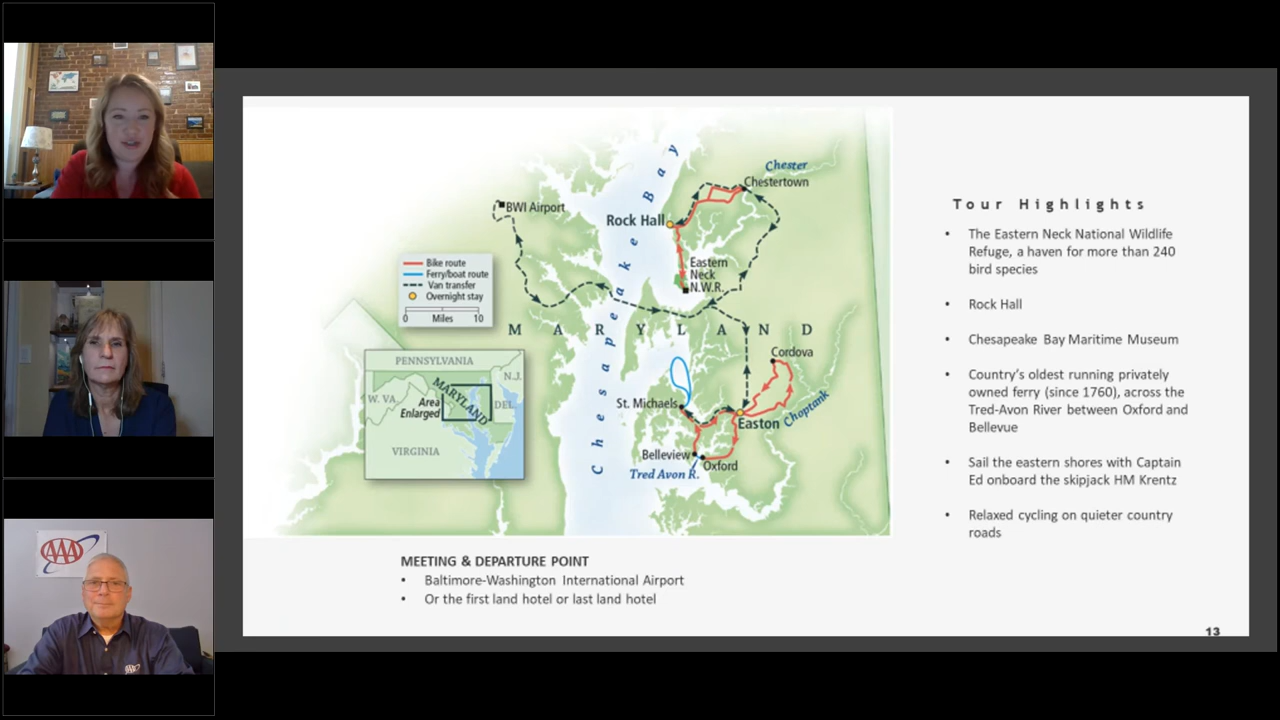 AAA
AAA
Chester
Chestertown
BWI Airport
Rock Hall
Chesapeake Bay
Eastern
Neck
N.W.R.
Bike route
Ferry/boat route
Van transfer
Overnight stay
0 Miles 10
MARYLAND
Cordova
PENNSYLVANIA
N.J.
W. VA.
MARYLAND
Area
Enlarged
DEL.
VIRGINIA
St. Michaels
Easton
Choptank
Belleview
Oxford
Tred Avon R.
MEETING & DEPARTURE POINT
• Baltimore-Washington International Airport
• Or the first land hotel or last land hotel
Tour Highlights
• The Eastern Neck National Wildlife
Refuge, a haven for more than 240
bird species
• Rock Hall
• Chesapeake Bay Maritime Museum
• Country's oldest running privately
owned ferry (since 1760), across the
Tred-Avon River between Oxford and
Bellevue
• Sail the eastern shores with Captain
Ed onboard the skipjack HM Krentz
• Relaxed cycling on quieter country
roads
13